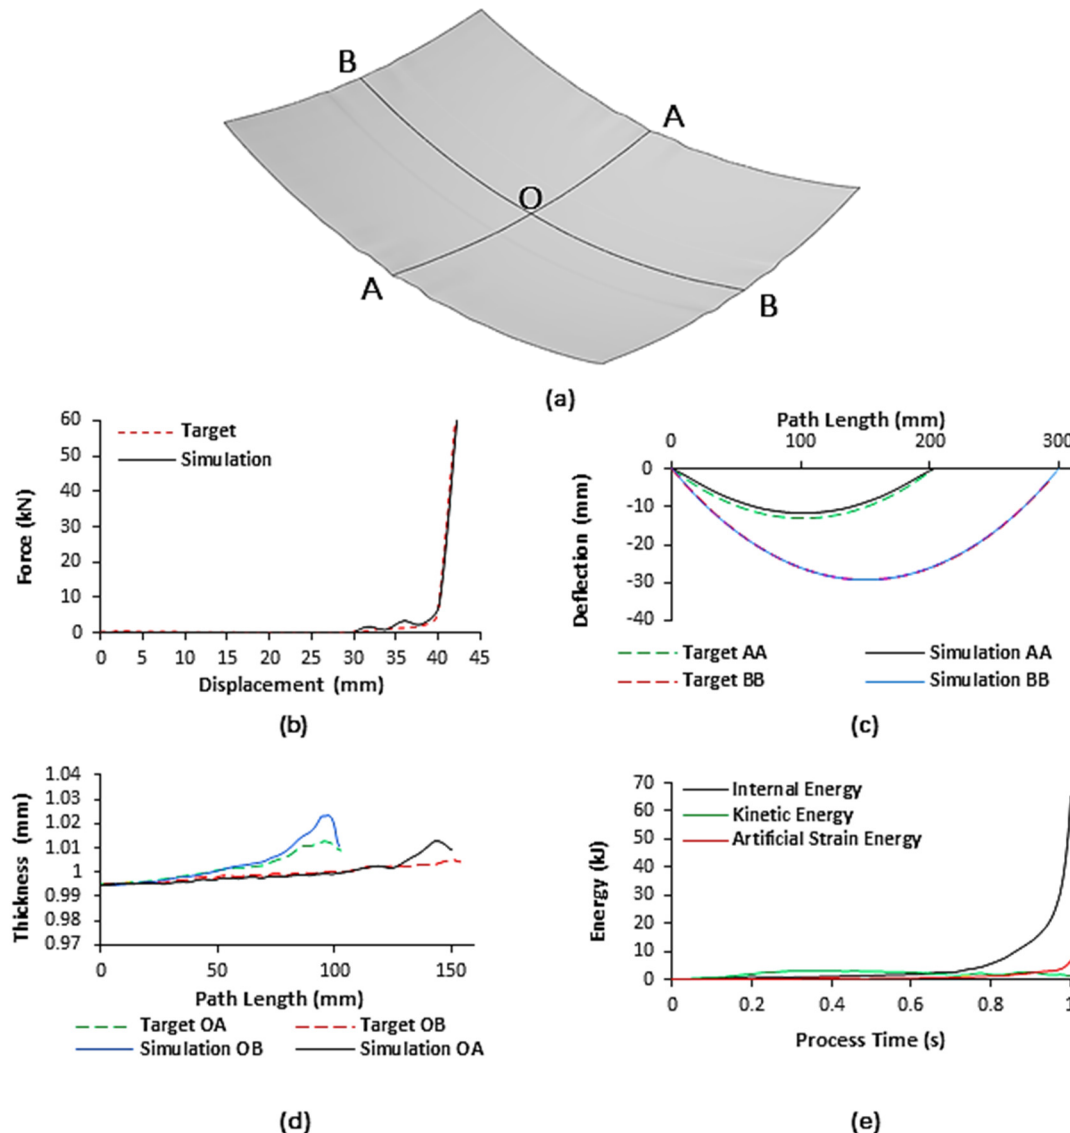 B
A
O
A
B
(a)
60
50
40
30
20
10
0
Force (kN)
Target
Simulation
0 5 10 15 20 25 30 35 40 45
Displacement (mm)
(b)
Path Length (mm)
0 100 200 300
0
-10
-20
-30
-40
Deflection (mm)
Target AA Simulation AA
Target BB Simulation BB
(c)
1.04
1.03
1.02
1.01
1
0.99
0.98
0.97
Thickness (mm)
0 50 100 150
Path Length (mm)
Target OA Target OB
Simulation OB Simulation OA
(d)
70
60
50
40
30
20
10
0
Energy (kJ)
Internal Energy
Kinetic Energy
Artificial Strain Energy
0 0.2 0.4 0.6 0.8 1
Process Time (s)
(e)